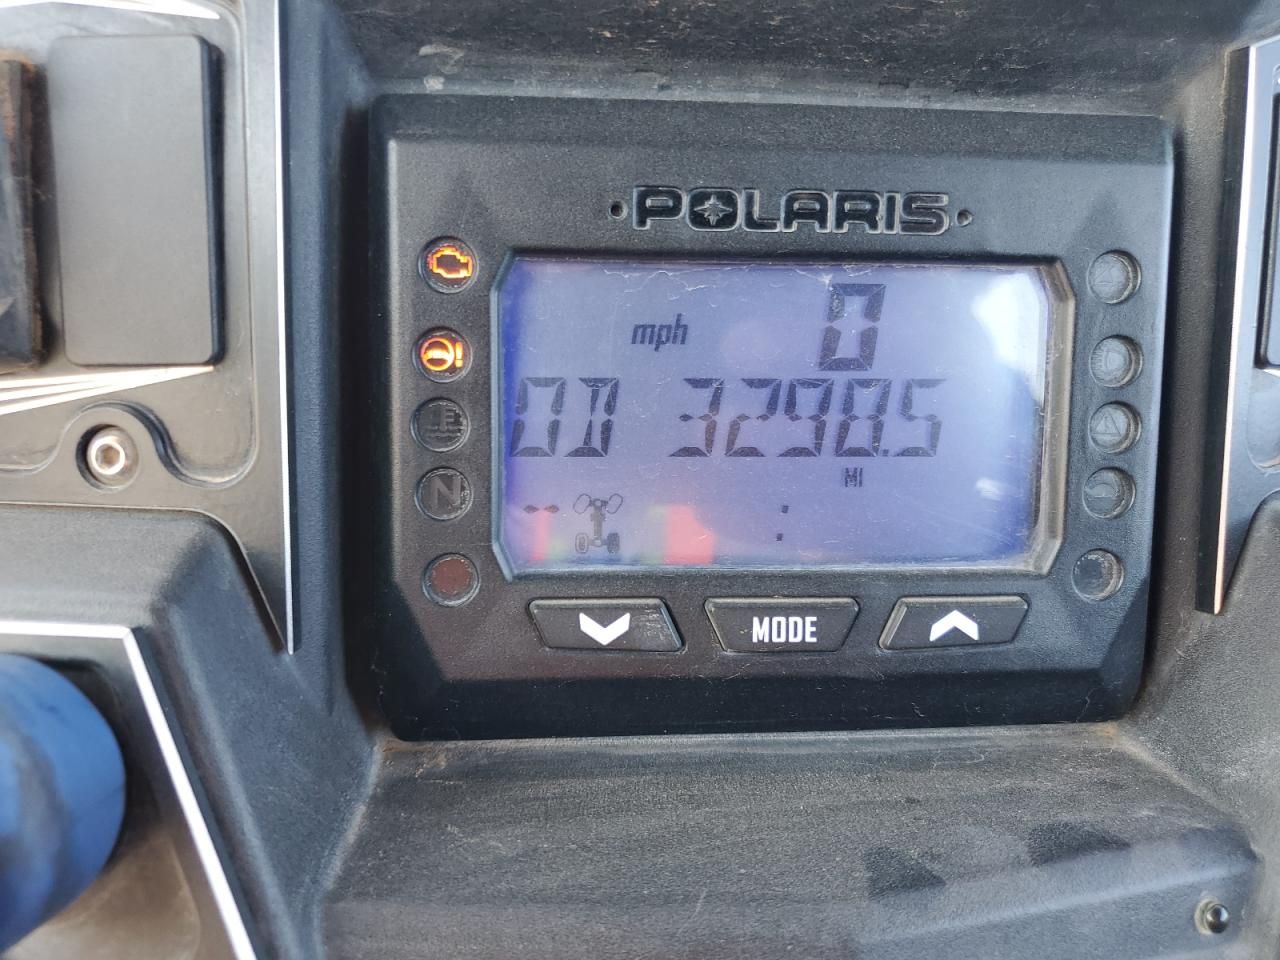 POLARIS
mph 0
OD 3298.5
MI
-- :
N
MODE